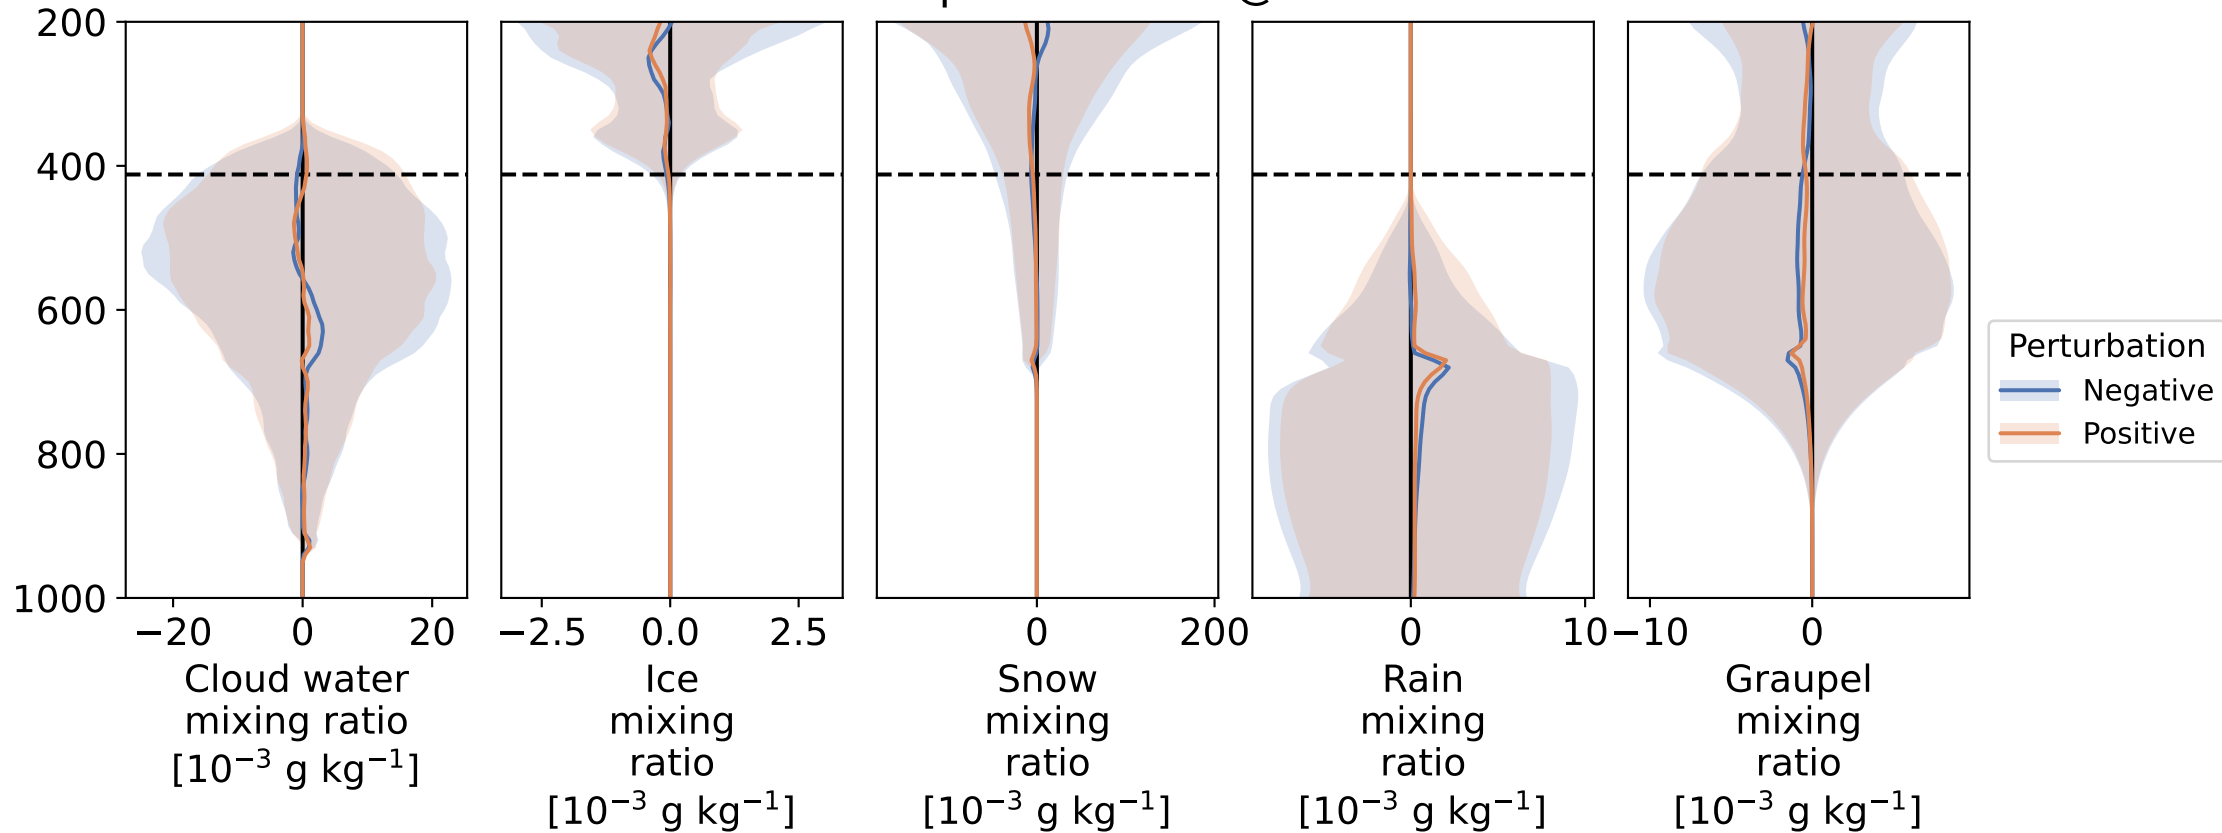 200
400
600
800
1000
−20 0 20
−2.5 0.0 2.5
0 200
0 10
−10 0
Cloud water
mixing ratio
[10⁻³ g kg⁻¹]
Ice
mixing
ratio
[10⁻³ g kg⁻¹]
Snow
mixing
ratio
[10⁻³ g kg⁻¹]
Rain
mixing
ratio
[10⁻³ g kg⁻¹]
Graupel
mixing
ratio
[10⁻³ g kg⁻¹]
Perturbation
Negative
Positive